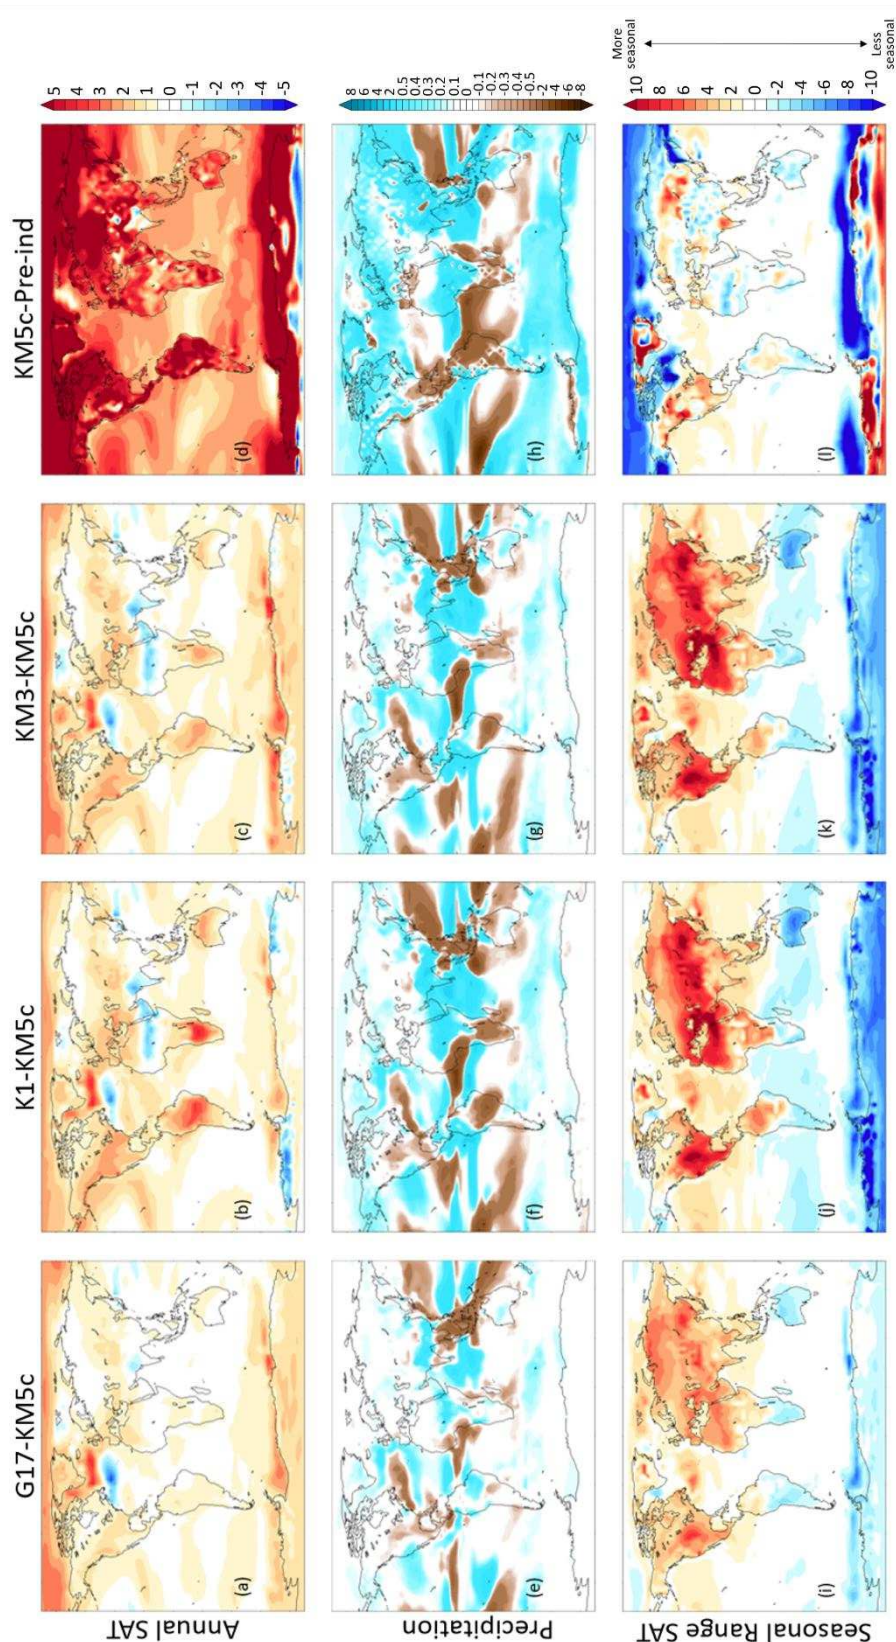 G17-KM5c
K1-KM5c
KM3-KM5c
KM5c-Pre-ind
Annual SAT
(a)
(b)
(c)
(d)
5
3
2
1
0
-1
-2
-3
-5
Precipitation
(e)
(f)
(g)
(h)
8
6
4
2
0.5
0.4
0.3
0.2
0.1
0
-0.1
-0.2
-0.3
-0.4
-0.5
-2
-4
-6
-8
Seasonal Range SAT
(i)
(j)
(k)
(l)
10
8
6
4
2
0
-2
-4
-6
-8
-10
More
seasonal
Less
seasonal